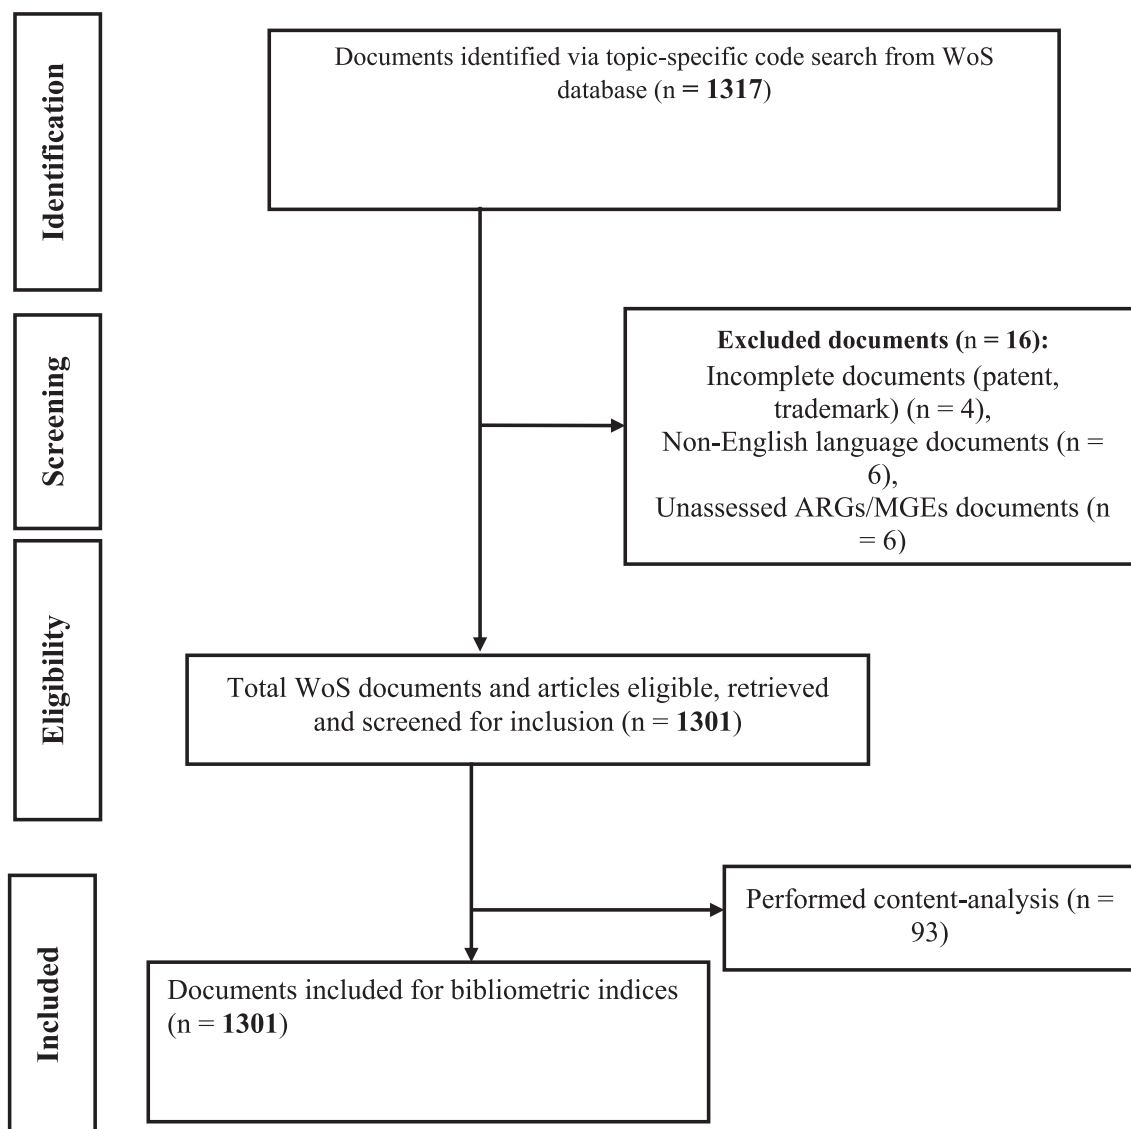 Identification
Documents identified via topic-specific code search from WoS
database (n = 1317)
Screening
Excluded documents (n = 16):
Incomplete documents (patent,
trademark) (n = 4),
Non-English language documents (n =
6),
Unassessed ARGs/MGEs documents (n
= 6)
Eligibility
Total WoS documents and articles eligible, retrieved
and screened for inclusion (n = 1301)
Included
Performed content-analysis (n =
93)
Documents included for bibliometric indices
(n = 1301)